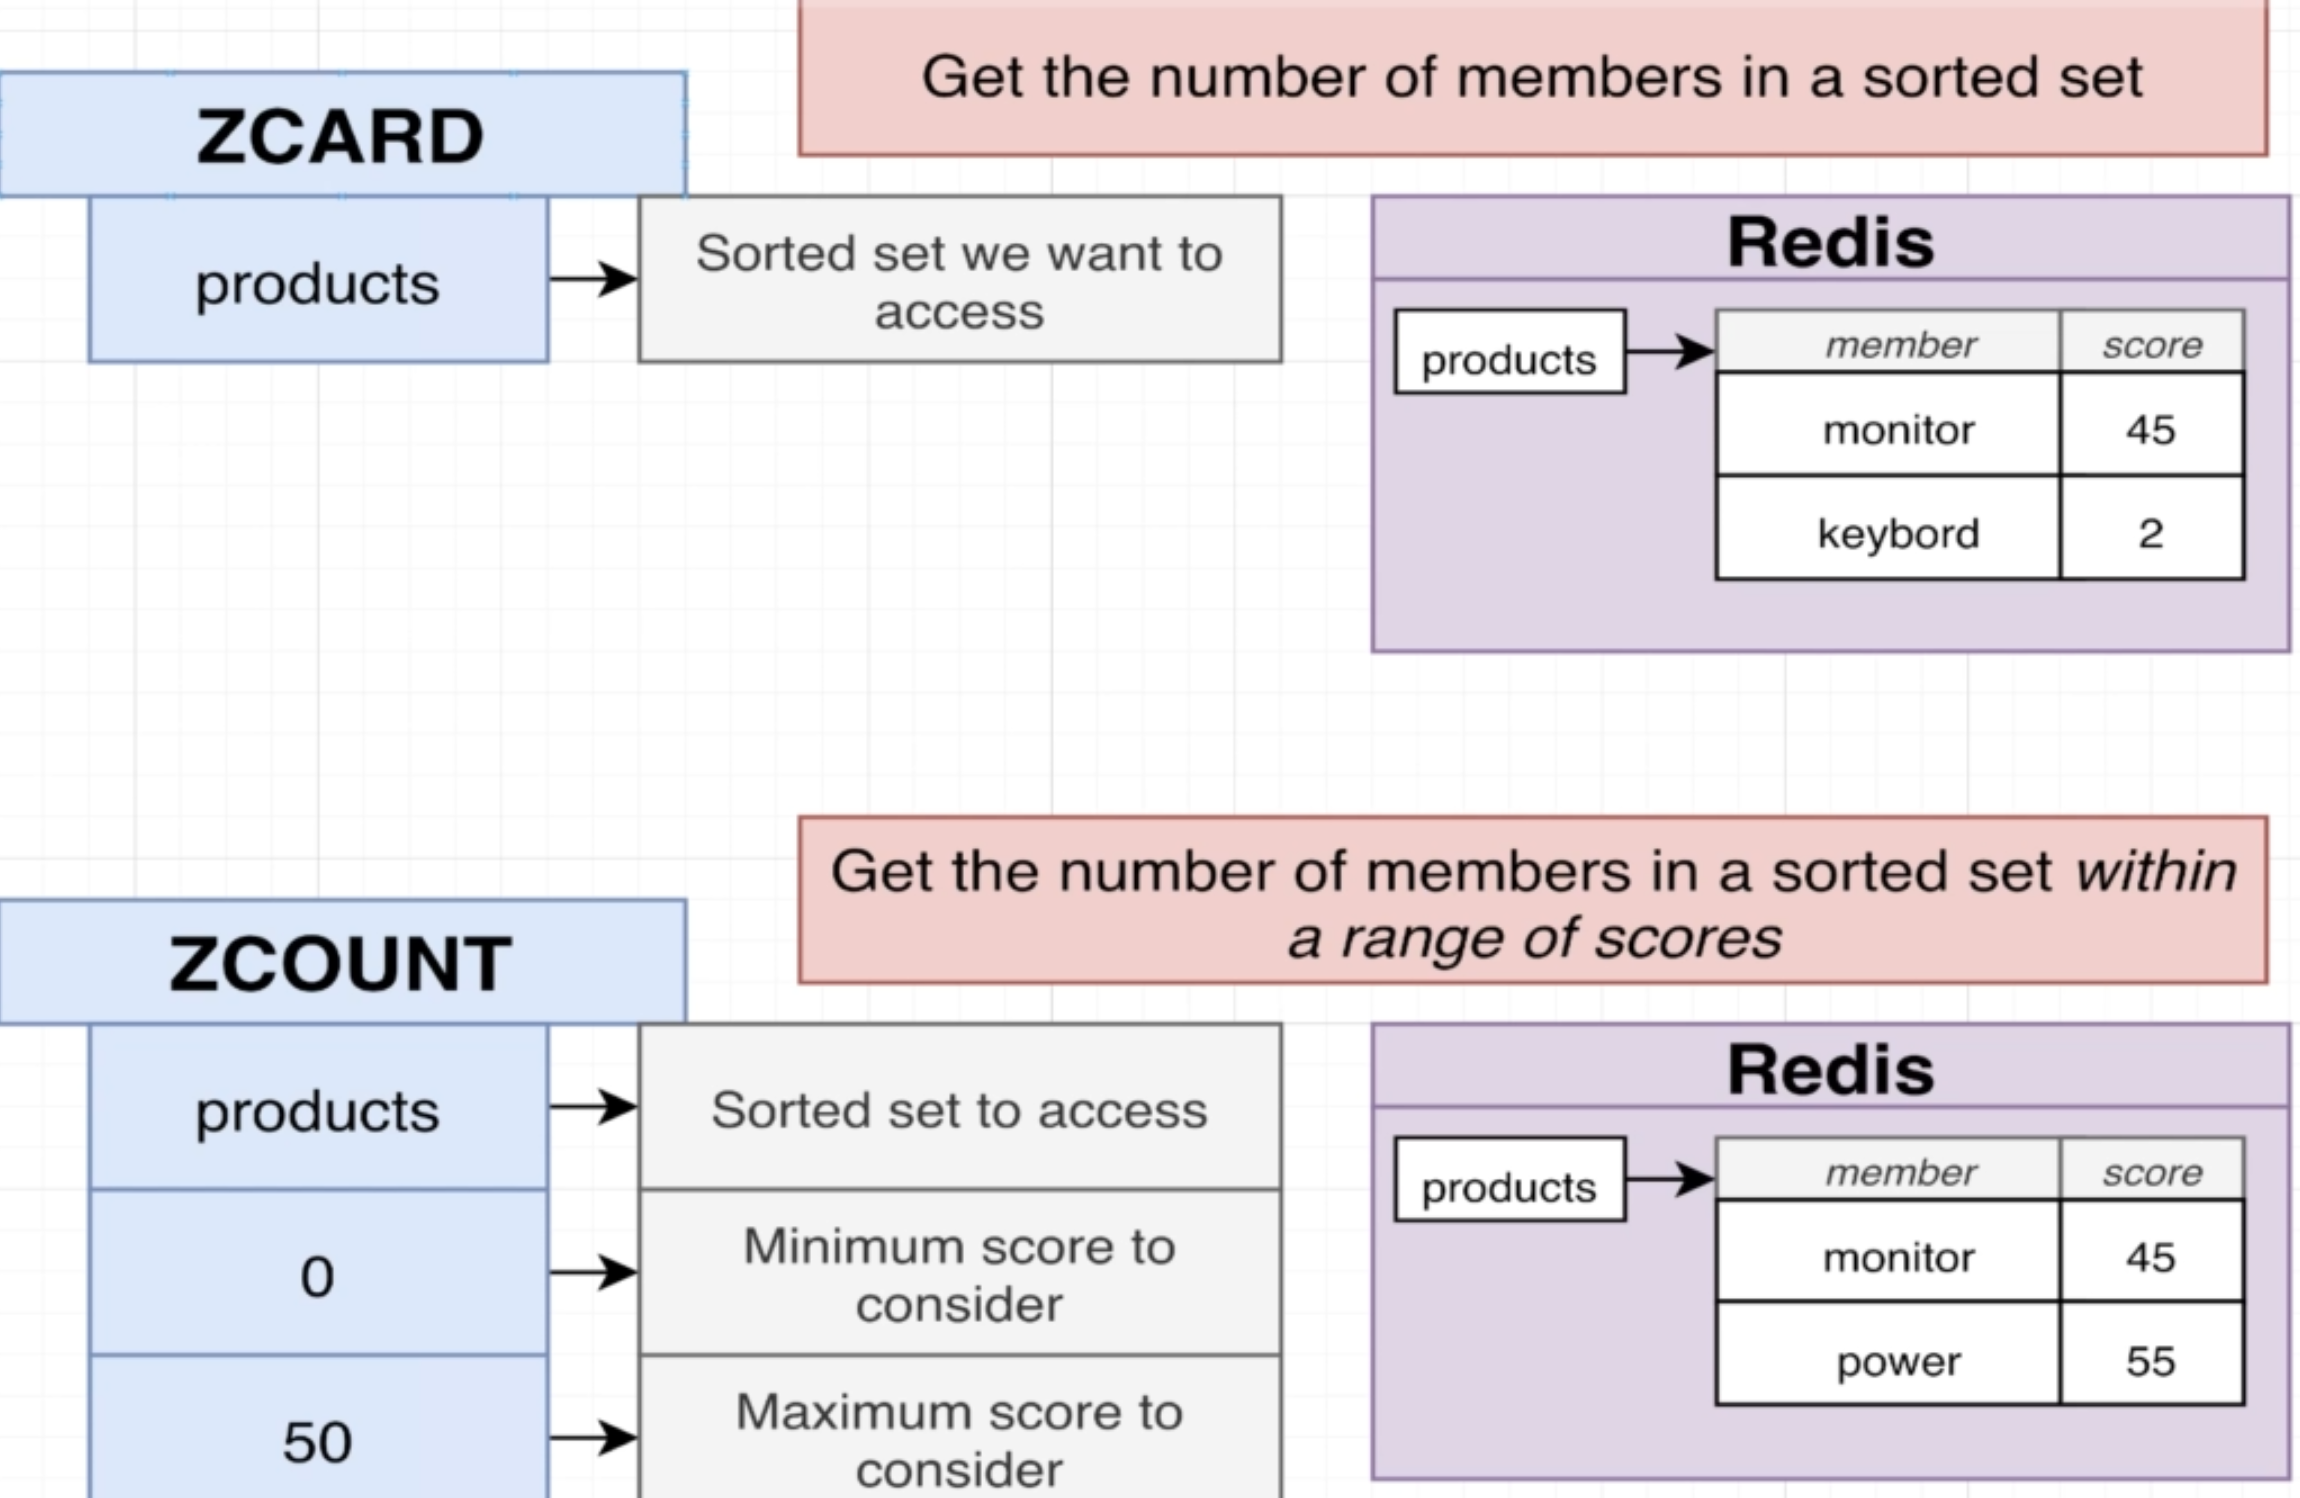 Get the number of members in a sorted set
ZCARD
products
Sorted set we want to
access
Redis
products
member score
monitor 45
keybord 2
Get the number of members in a sorted set within
a range of scores
ZCOUNT
products
Sorted set to access
0
Minimum score to
consider
50
Maximum score to
consider
Redis
products
member score
monitor 45
power 55